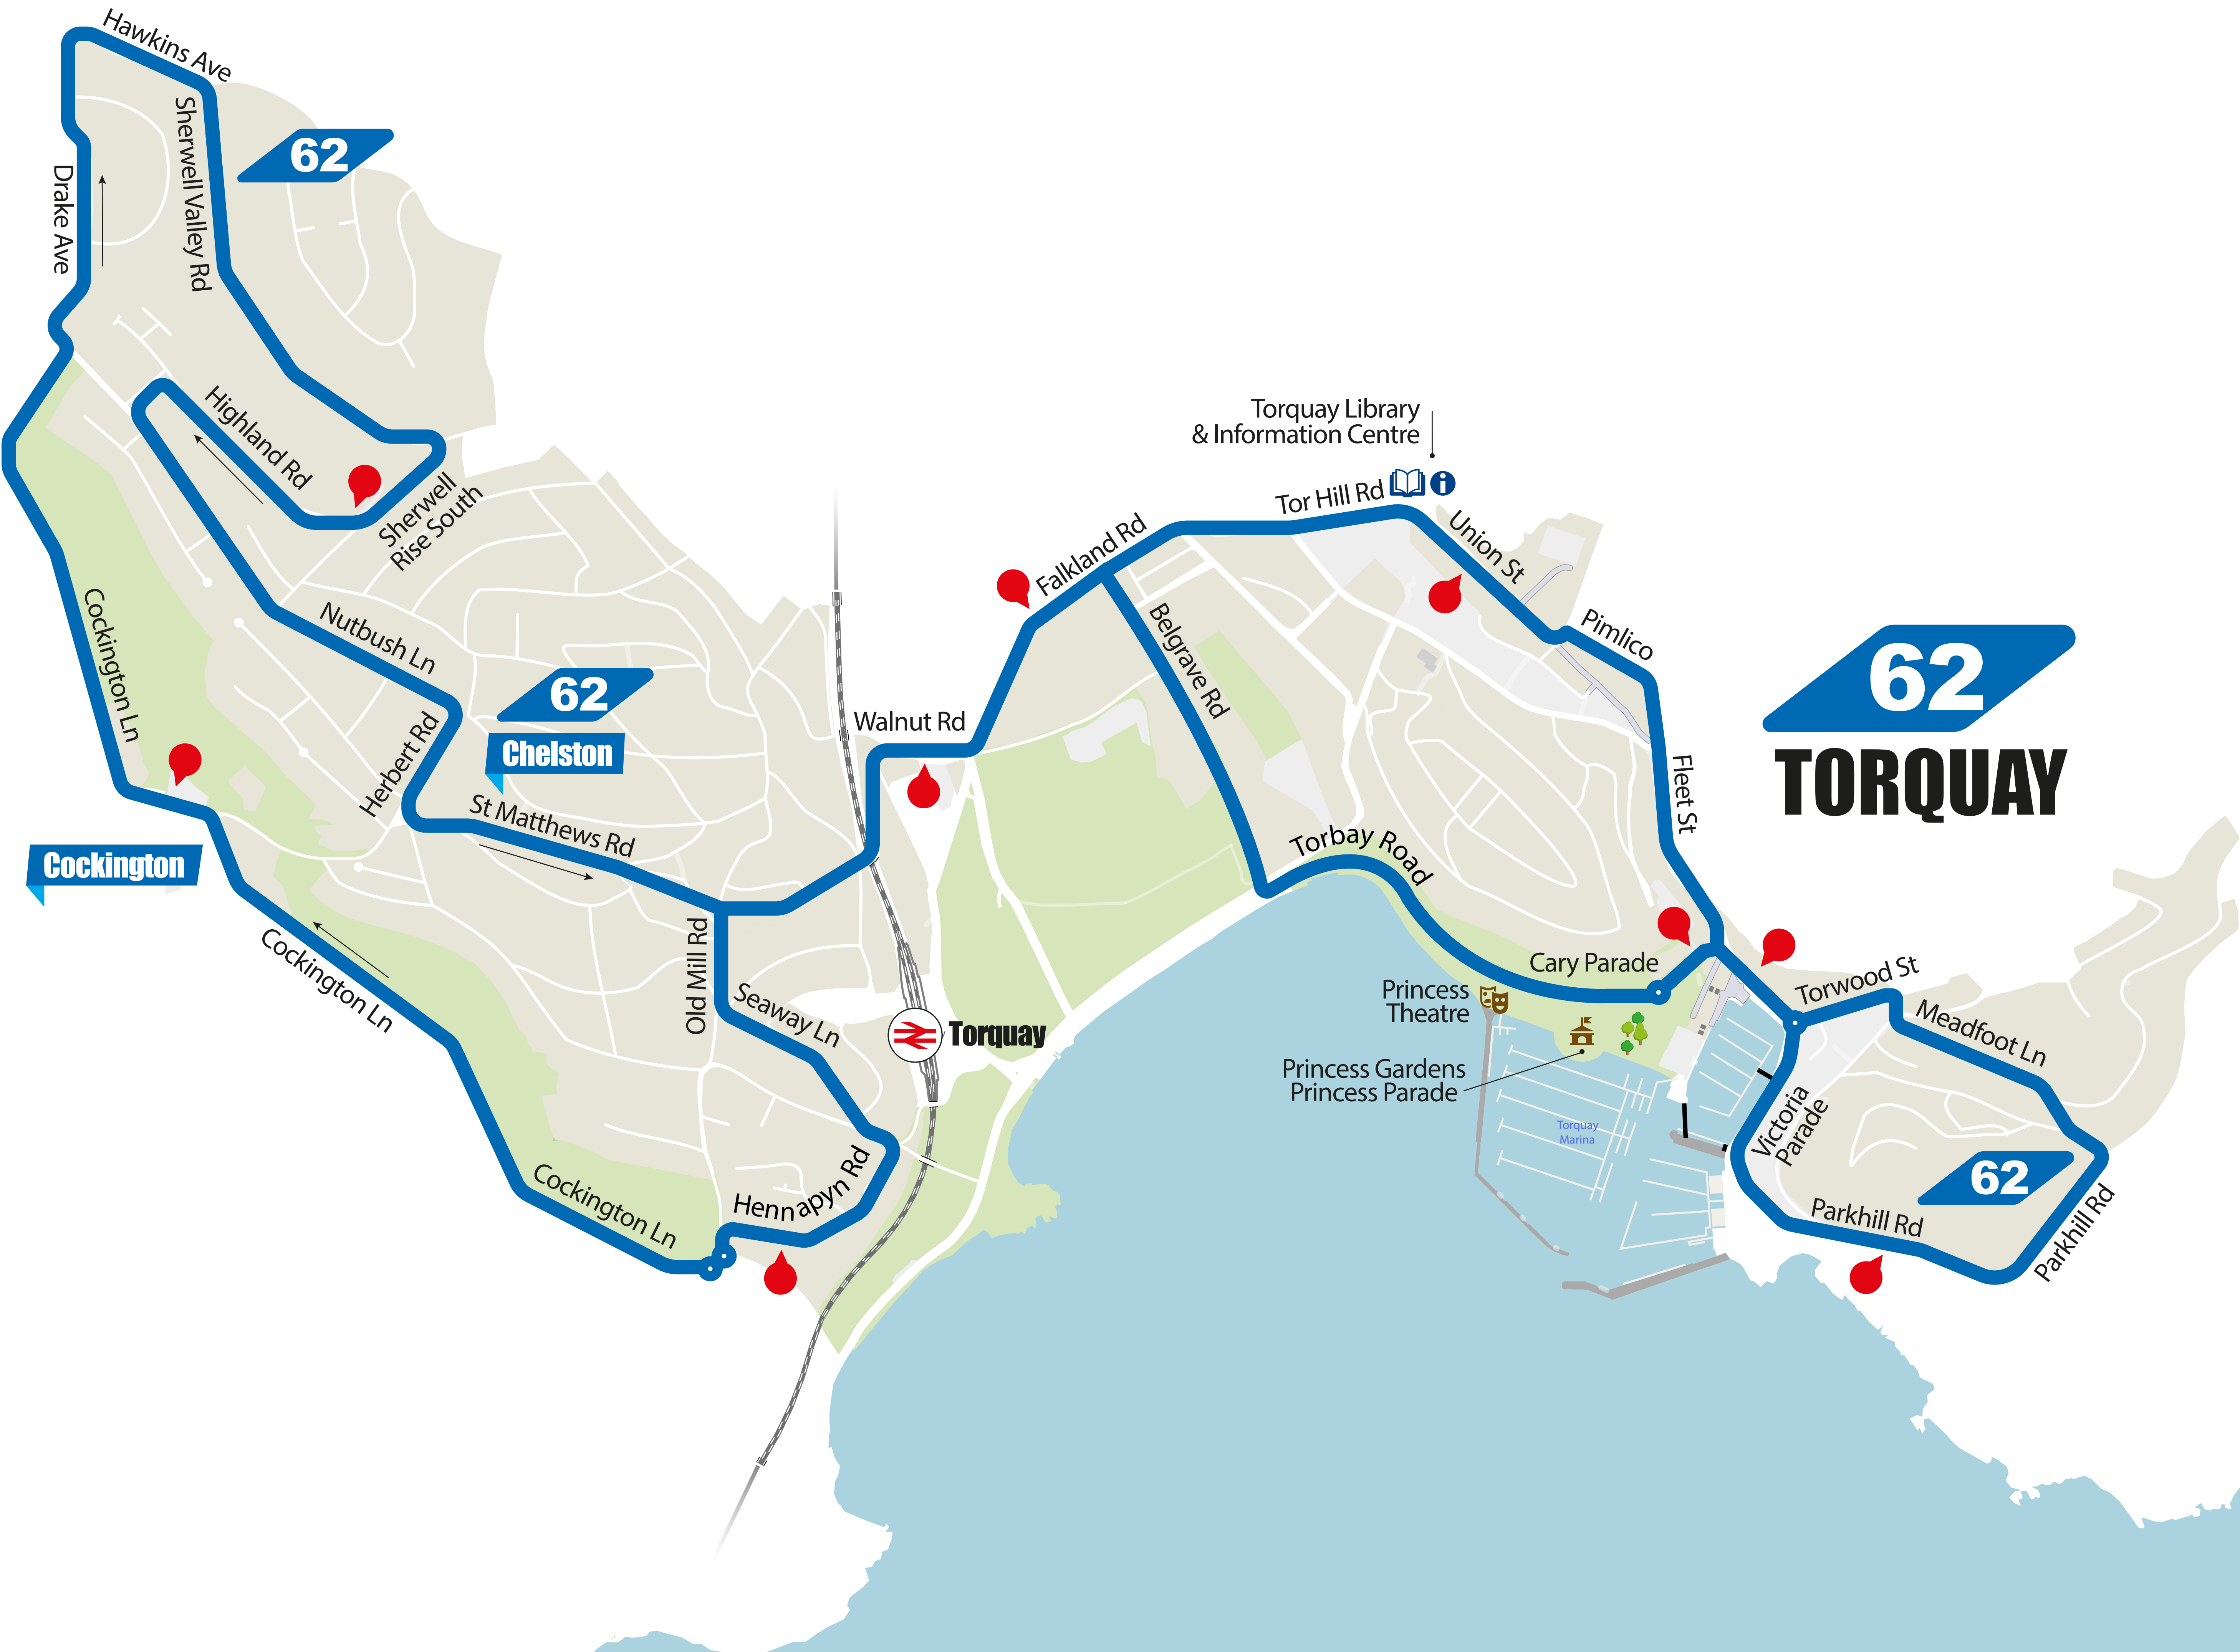 Hawkins Ave
62
Sherwell Valley Rd
Drake Ave
Highland Rd
Sherwell
Rise South
Torquay Library
& Information Centre
Tor Hill Rd
Union St
Falkland Rd
Pimlico
Belgrave Rd
Cockington Ln
Nutbush Ln
62
Chelston
Herbert Rd
St Matthews Rd
Walnut Rd
62
TORQUAY
Fleet St
Torbay Road
Cockington
Cockington Ln
Old Mill Rd
Seaway Ln
Torquay
Cary Parade
Princess
Theatre
Princess Gardens
Princess Parade
Torquay
Marina
Torwood St
Meadfoot Ln
Victoria
Parade
62
Parkhill Rd
Parkhill Rd
Hennapyn Rd
Cockington Ln